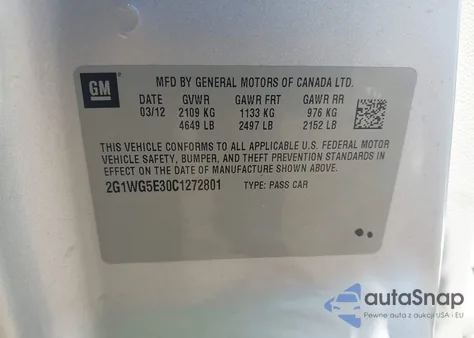 GM
MFD BY GENERAL MOTORS OF CANADA LTD.
DATE GVWR GAWR FRT GAWR RR
03/12 2109 KG 1133 KG 976 KG
4649 LB 2497 LB 2152 LB
THIS VEHICLE CONFORMS TO ALL APPLICABLE U.S. FEDERAL MOTOR
VEHICLE SAFETY, BUMPER, AND THEFT PREVENTION STANDARDS IN
EFFECT ON THE DATE OF MANUFACTURE SHOWN ABOVE.
2G1WG5E30C1272801 TYPE: PASS CAR
autoSnap
Pewne auta z aukcji USA i EU